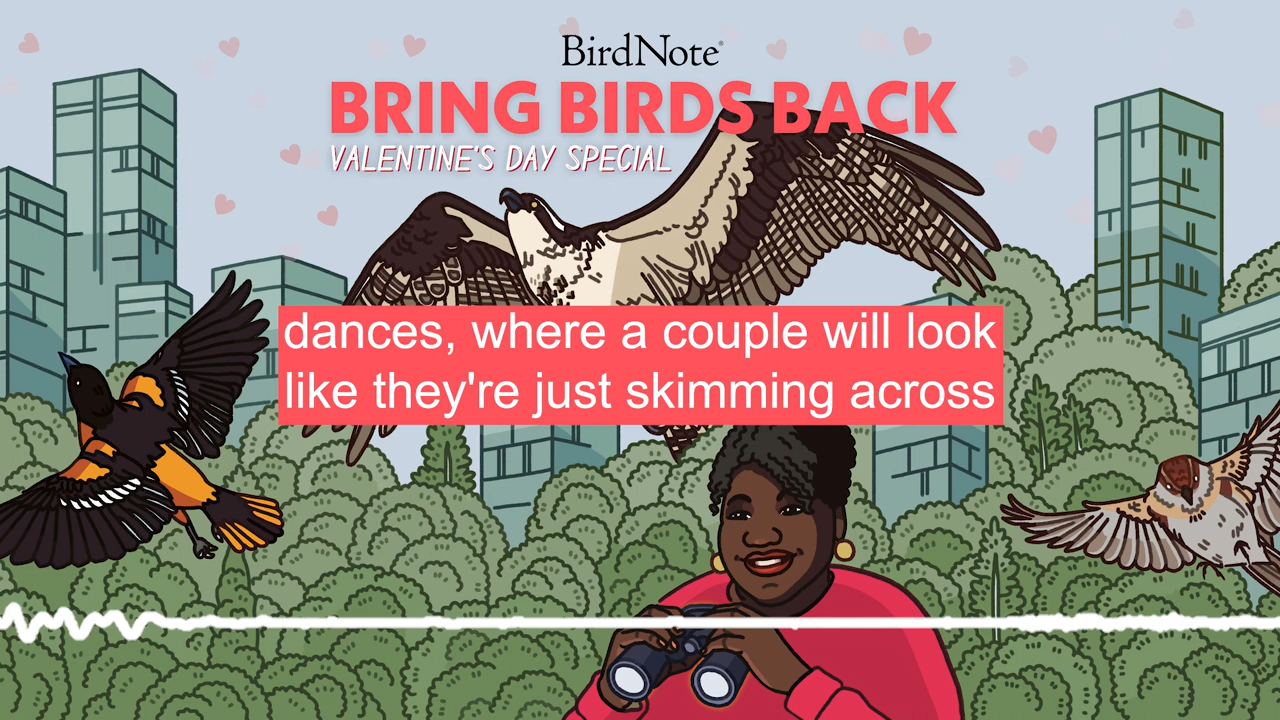 BirdNote®
BRING BIRDS BACK
VALENTINE'S DAY SPECIAL
dances, where a couple will look
like they're just skimming across